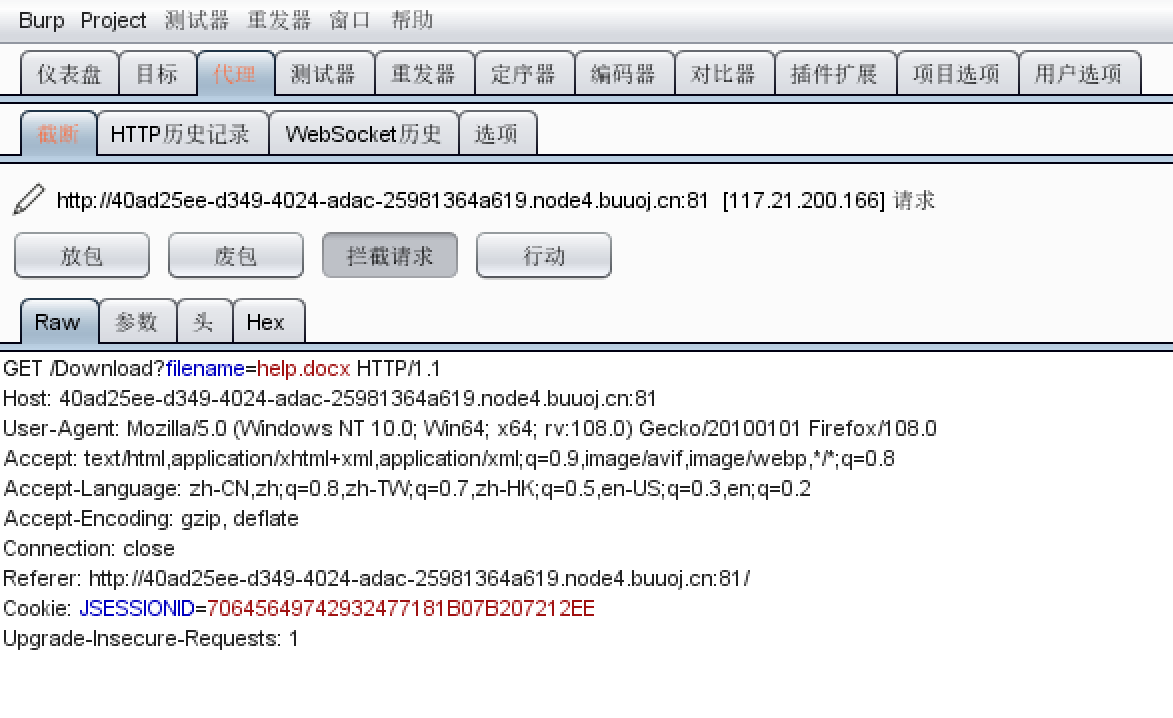 Burp Project 测试器 重发器 窗口 帮助
仪表盘 目标 代理 测试器 重发器 定序器 编码器 对比器 插件扩展 项目选项 用户选项
截断 HTTP历史记录 WebSocket历史 选项
http://40ad25ee-d349-4024-adac-25981364a619.node4.buuoj.cn:81 [117.21.200.166] 请求
放包 废包 拦截请求 行动
Raw 参数 头 Hex
GET /Download?filename=help.docx HTTP/1.1
Host: 40ad25ee-d349-4024-adac-25981364a619.node4.buuoj.cn:81
User-Agent: Mozilla/5.0 (Windows NT 10.0; Win64; x64; rv:108.0) Gecko/20100101 Firefox/108.0
Accept: text/html,application/xhtml+xml,application/xml;q=0.9,image/avif,image/webp,*/*;q=0.8
Accept-Language: zh-CN,zh;q=0.8,zh-TW;q=0.7,zh-HK;q=0.5,en-US;q=0.3,en;q=0.2
Accept-Encoding: gzip, deflate
Connection: close
Referer: http://40ad25ee-d349-4024-adac-25981364a619.node4.buuoj.cn:81/
Cookie: JSESSIONID=70645649742932477181B07B207212EE
Upgrade-Insecure-Requests: 1